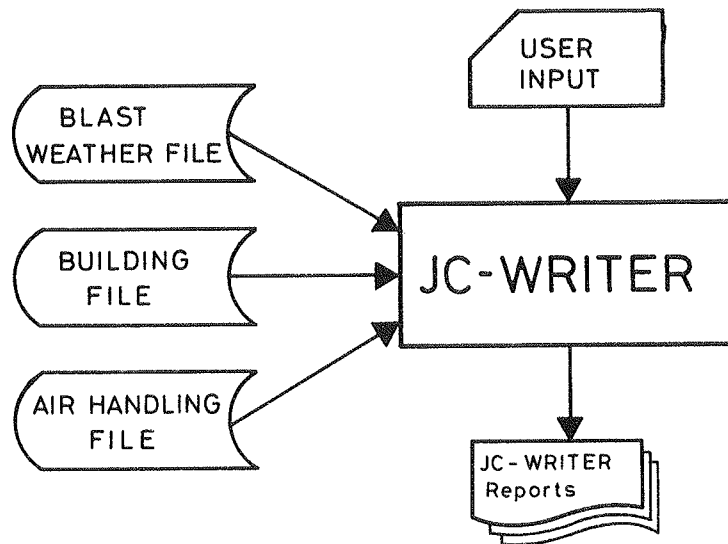 USER
INPUT
BLAST
WEATHER FILE
BUILDING
FILE
AIR HANDLING
FILE
JC-WRITER
JC-WRITER
Reports